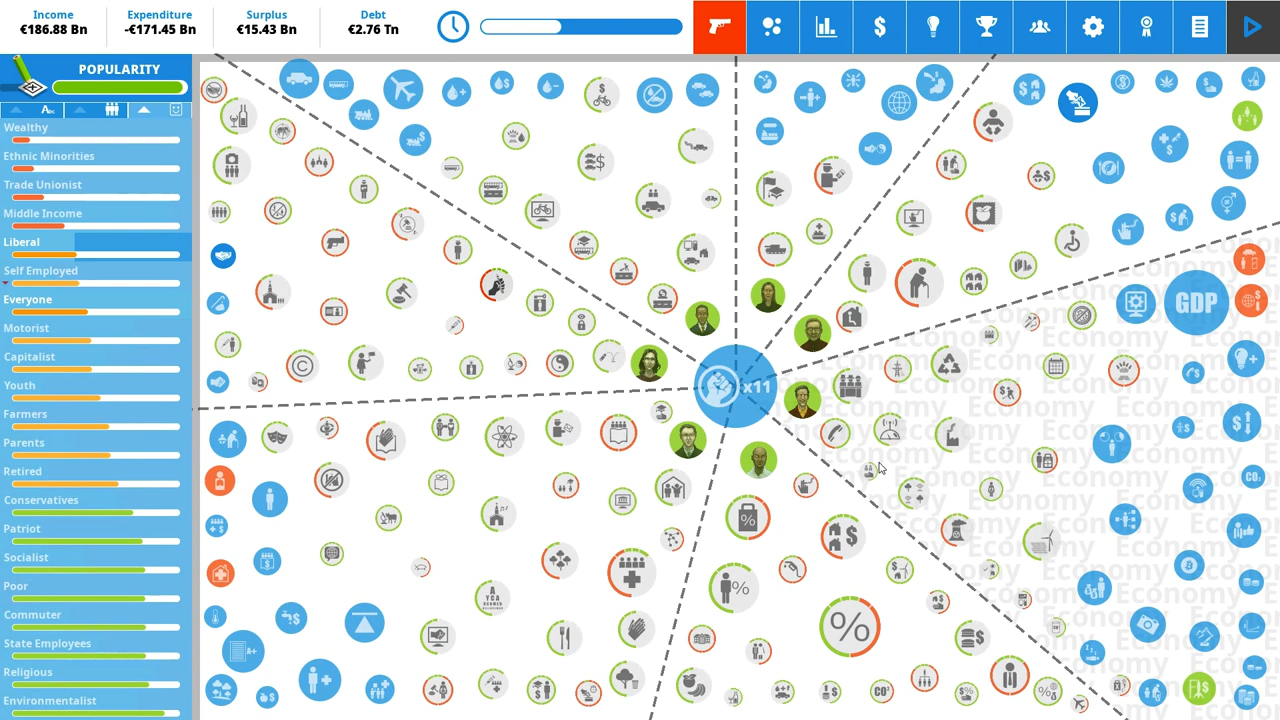 Income
Expenditure
Surplus
Debt
€186.88 Bn
-€171.45 Bn
€15.43 Bn
€2.76 Tn
POPULARITY
Wealthy
Ethnic Minorities
Trade Unionist
Middle Income
Liberal
Self Employed
Everyone
Motorist
Capitalist
Youth
Farmers
Parents
Retired
Conservatives
Patriot
Socialist
Poor
Commuter
State Employees
Religious
Environmentalist
GDP
x11
Economy
CO²
A+